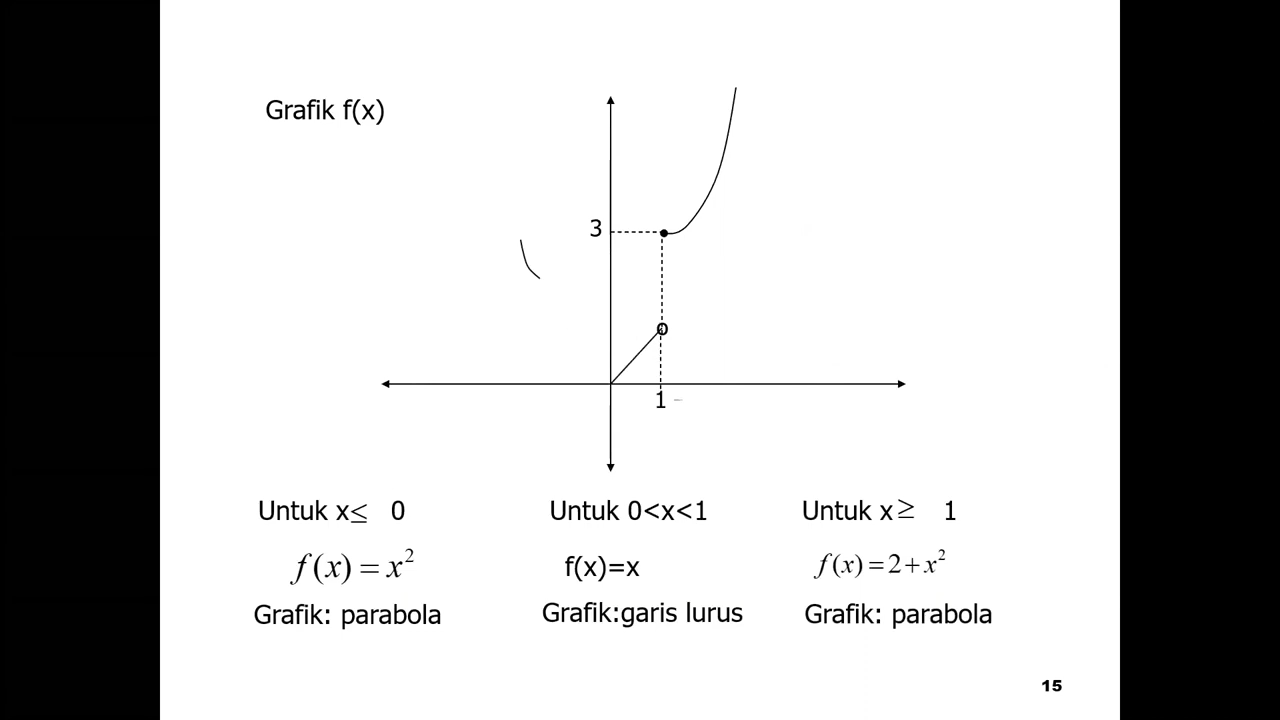 Grafik f(x)
3
1
Untuk x≤ 0
Untuk 0<x<1
Untuk x≥ 1
f(x)=x²
f(x)=x
f(x)=2+x²
Grafik: parabola
Grafik:garis lurus
Grafik: parabola
15